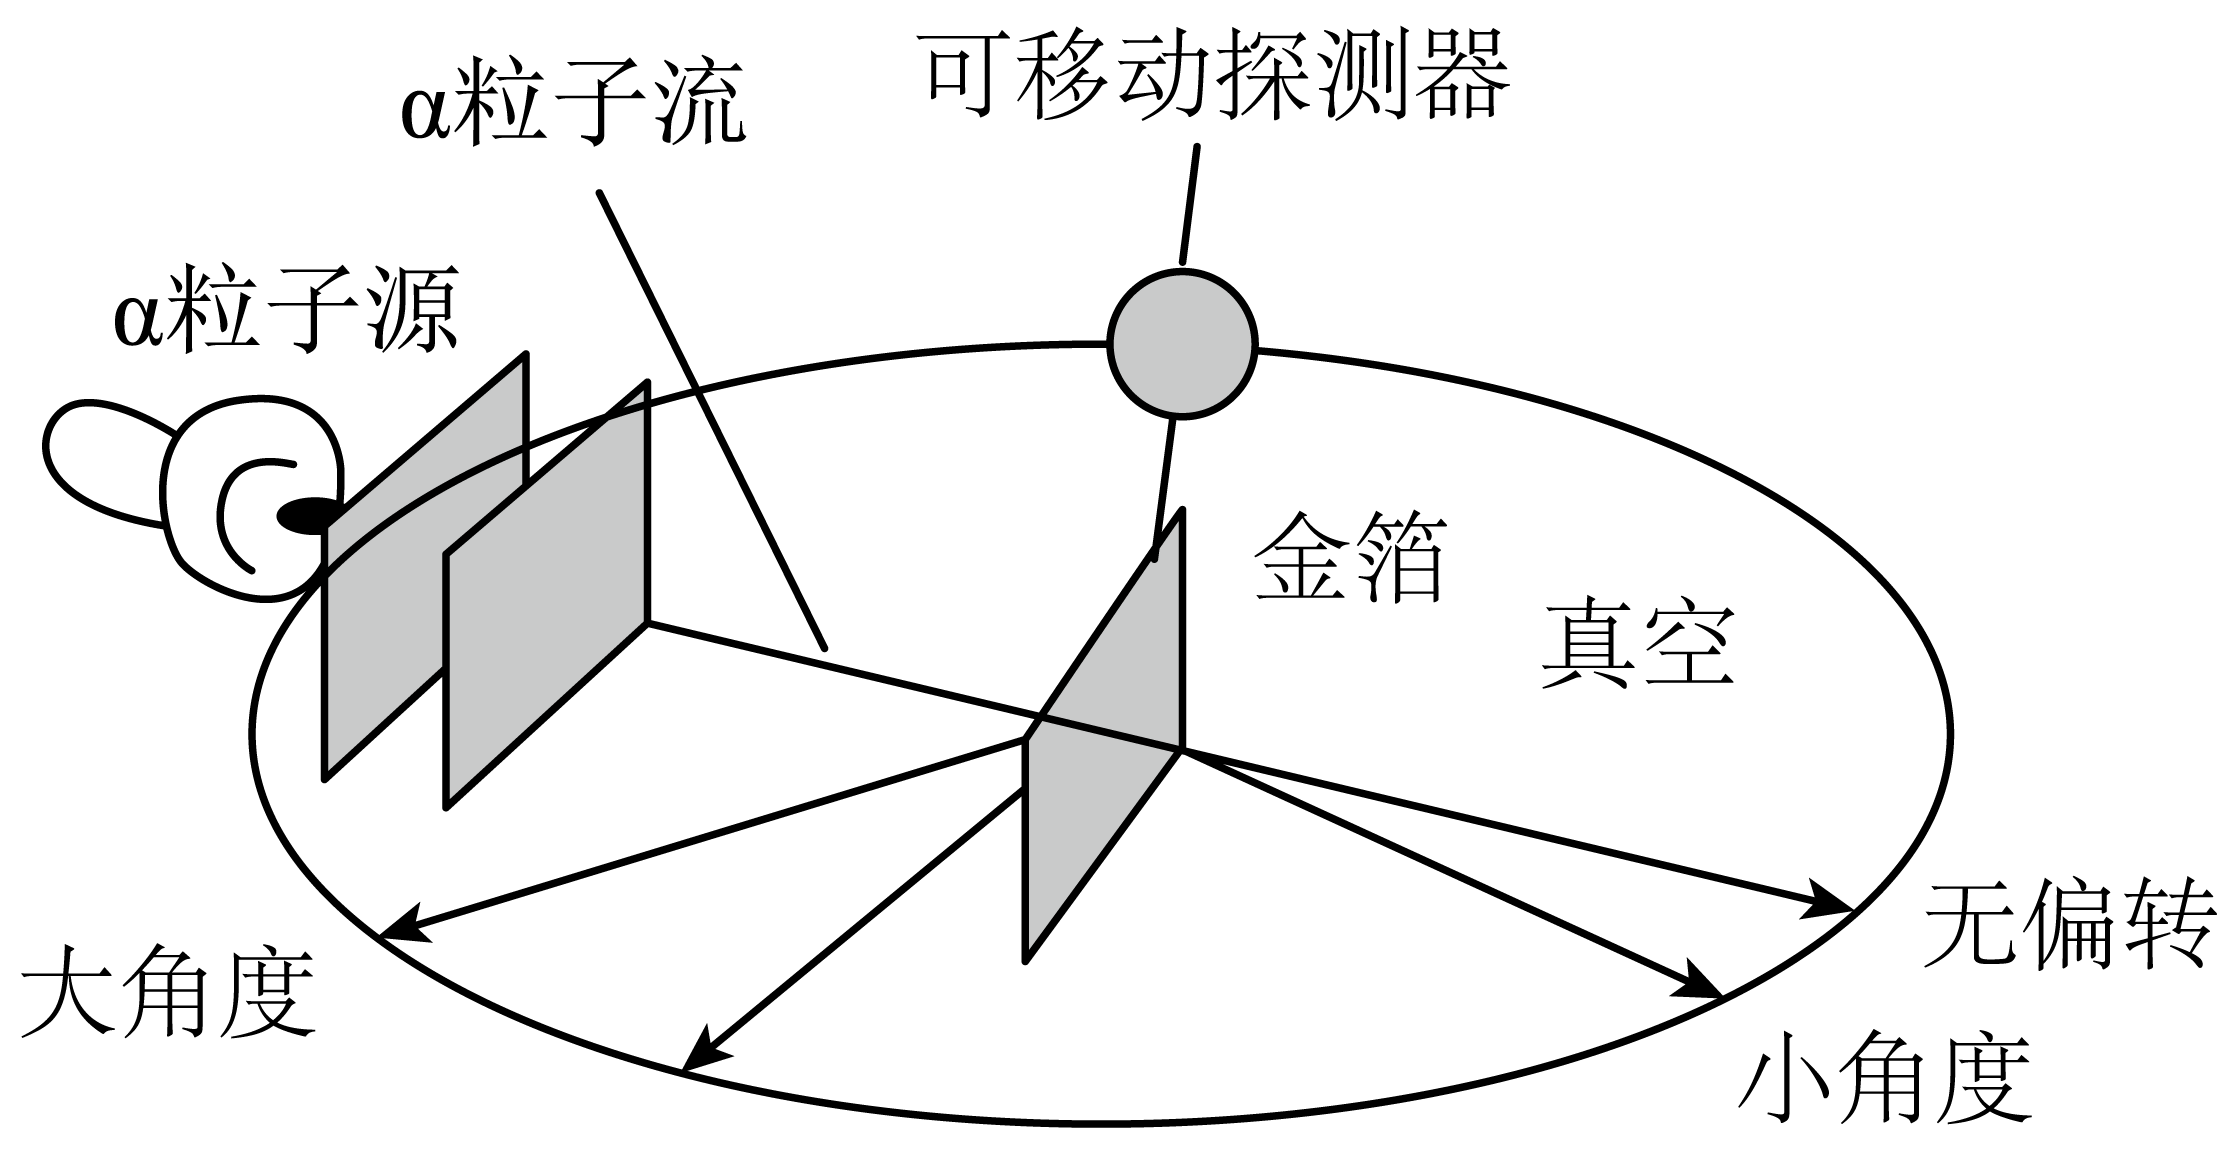 可移动探测器
α粒子流
α粒子源
金箔
真空
无偏转
大角度
小角度